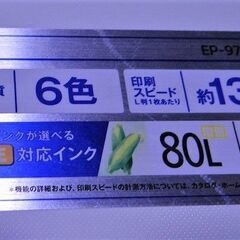 EP-97
質 6色 印刷スピード L判1枚あたり 約13
インクが選べる
対応インク 80L
*機能の詳細および、印刷スピードの計測方法については、カタログ・ホーム